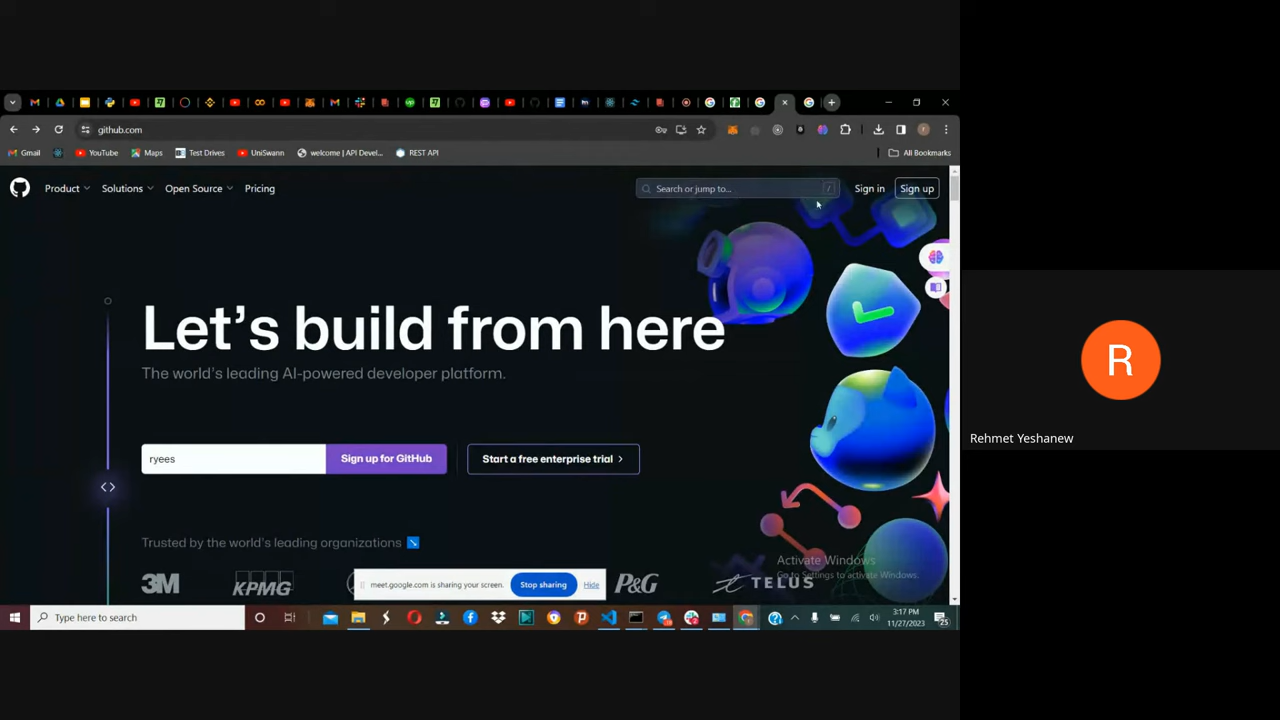 github.com
Gmail YouTube Maps Test Drives UniSwann welcome | API Devel... REST API All Bookmarks
Product Solutions Open Source Pricing Search or jump to... / Sign in Sign up
Let's build from here
The world's leading AI-powered developer platform.
ryees Sign up for GitHub Start a free enterprise trial
Trusted by the world's leading organizations
Activate Windows
Go to Settings to activate Windows.
3M KPMG P&G TELUS
meet.google.com is sharing your screen. Stop sharing Hide
Type here to search
3:17 PM
11/27/2023
25
R
Rehmet Yeshanew